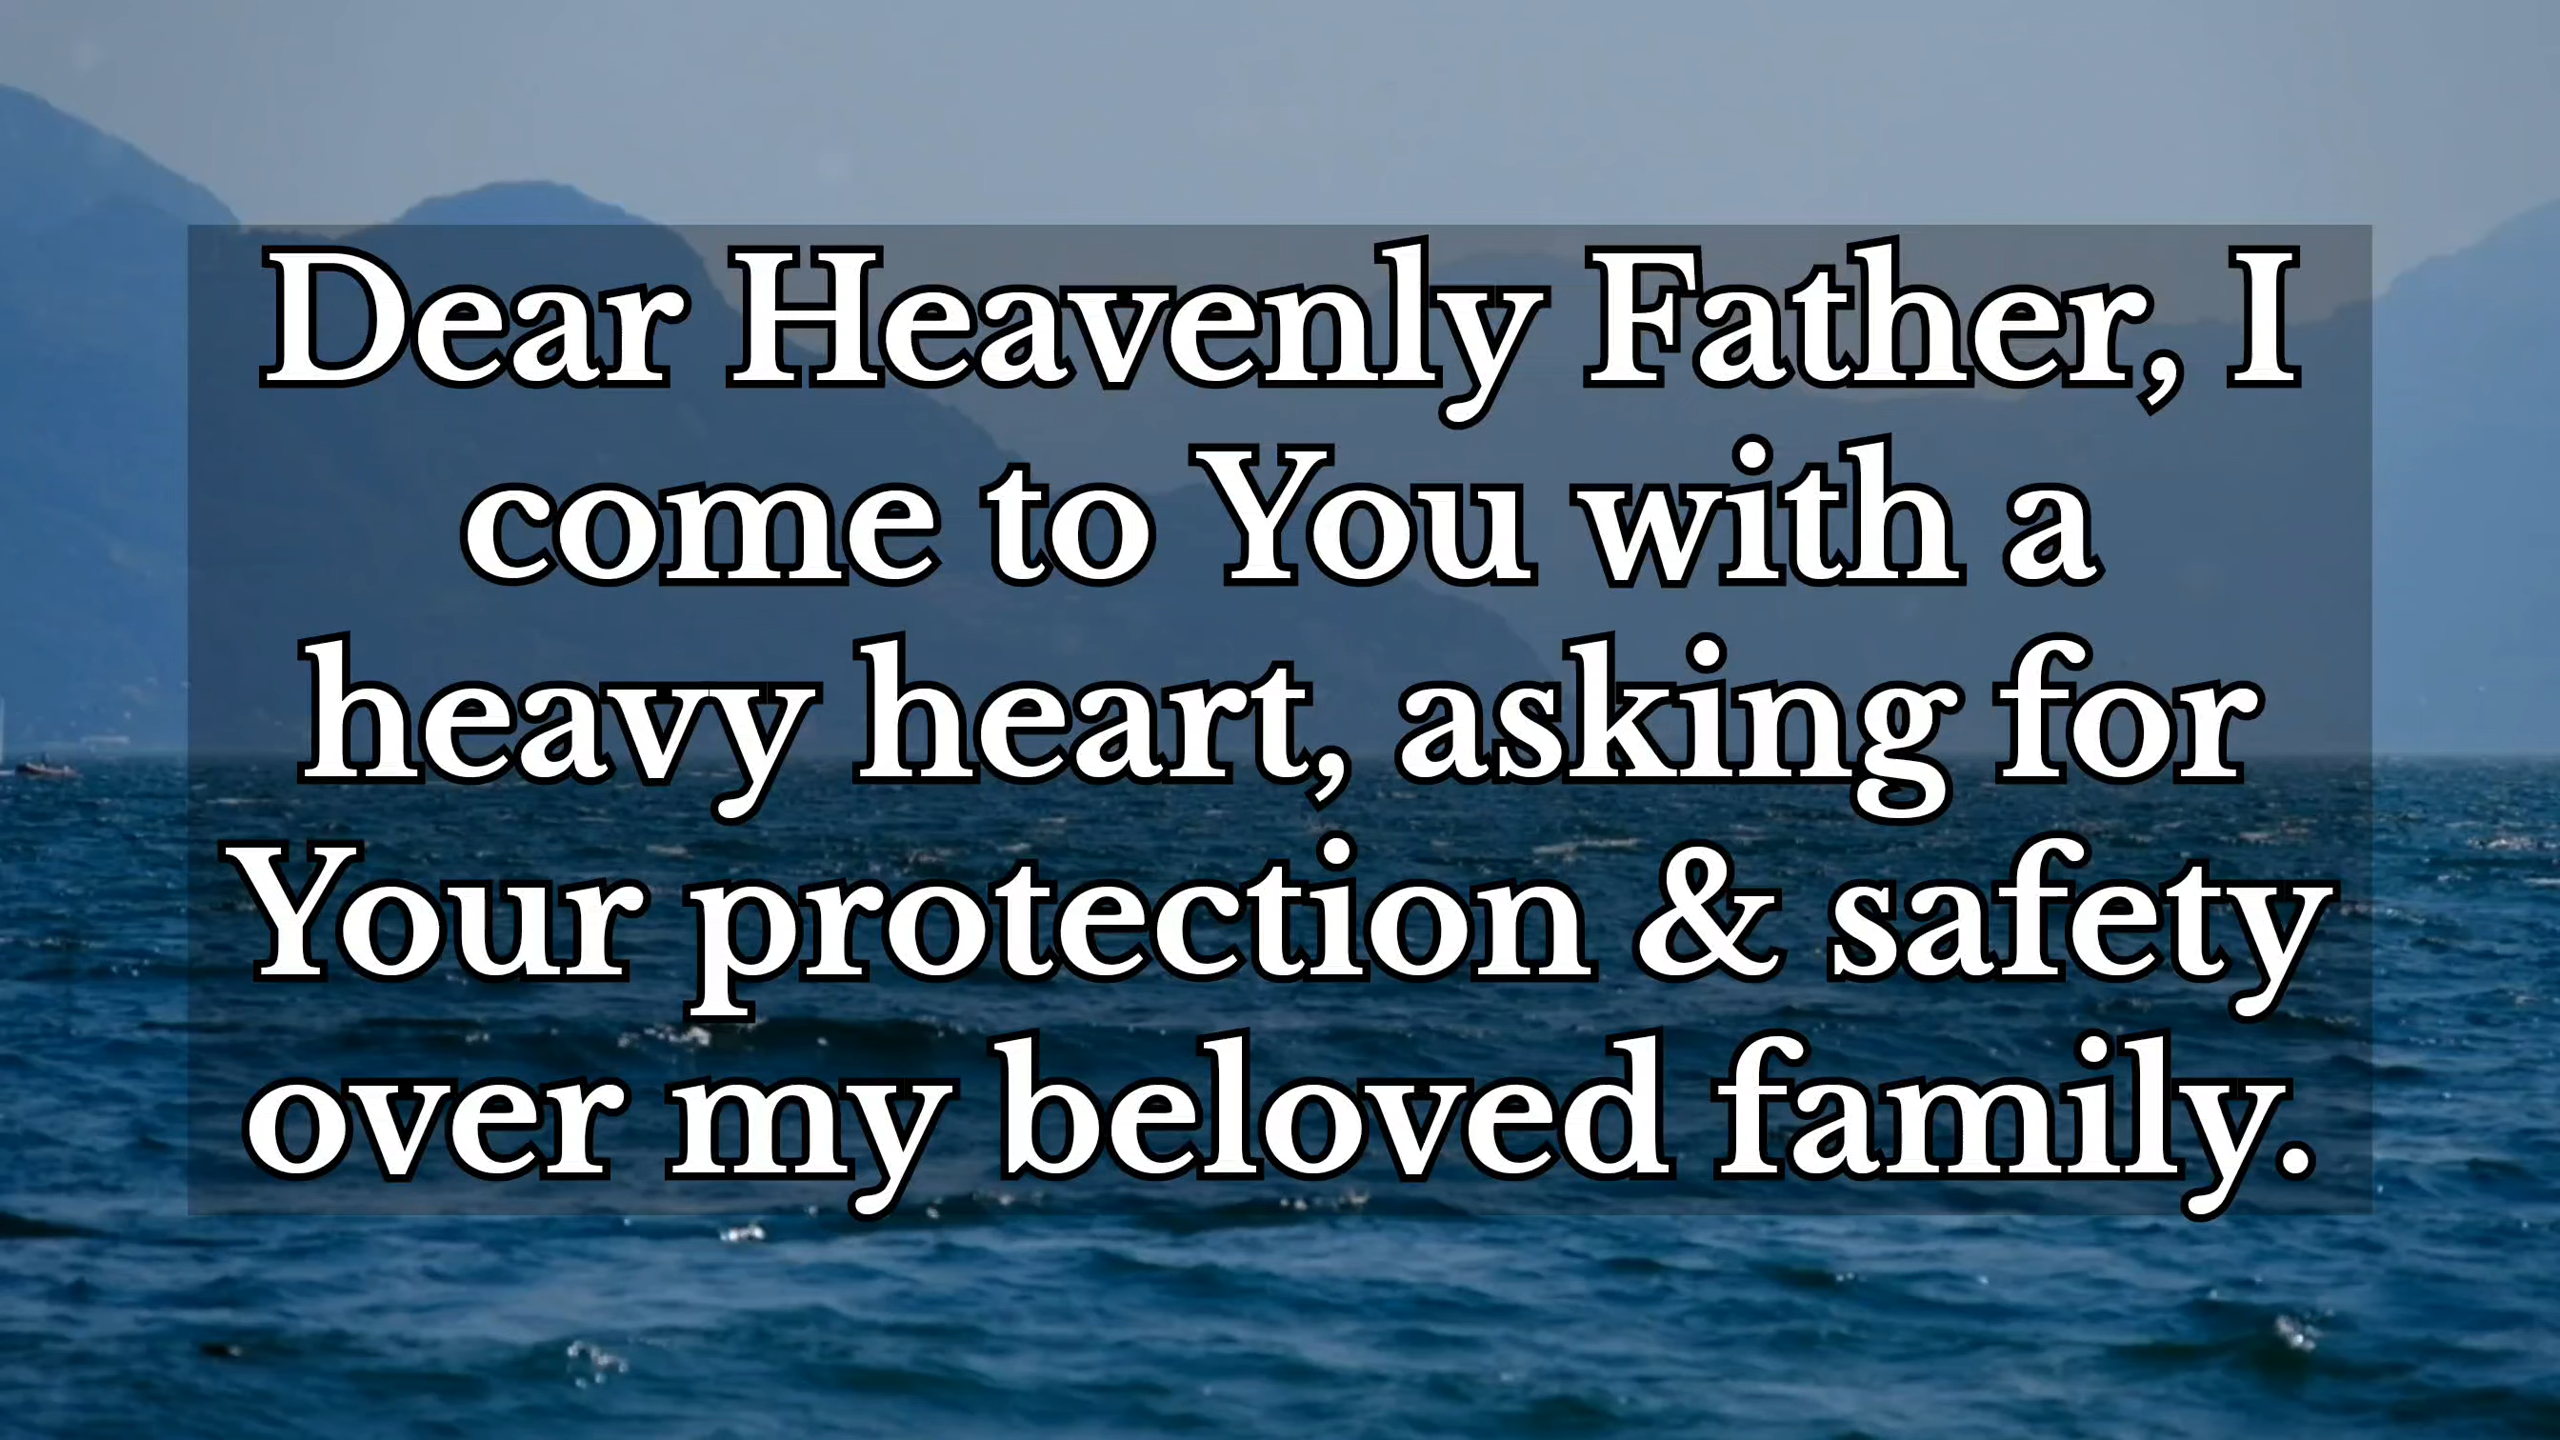 Dear Heavenly Father, I
come to You with a
heavy heart, asking for
Your protection & safety
over my beloved family.